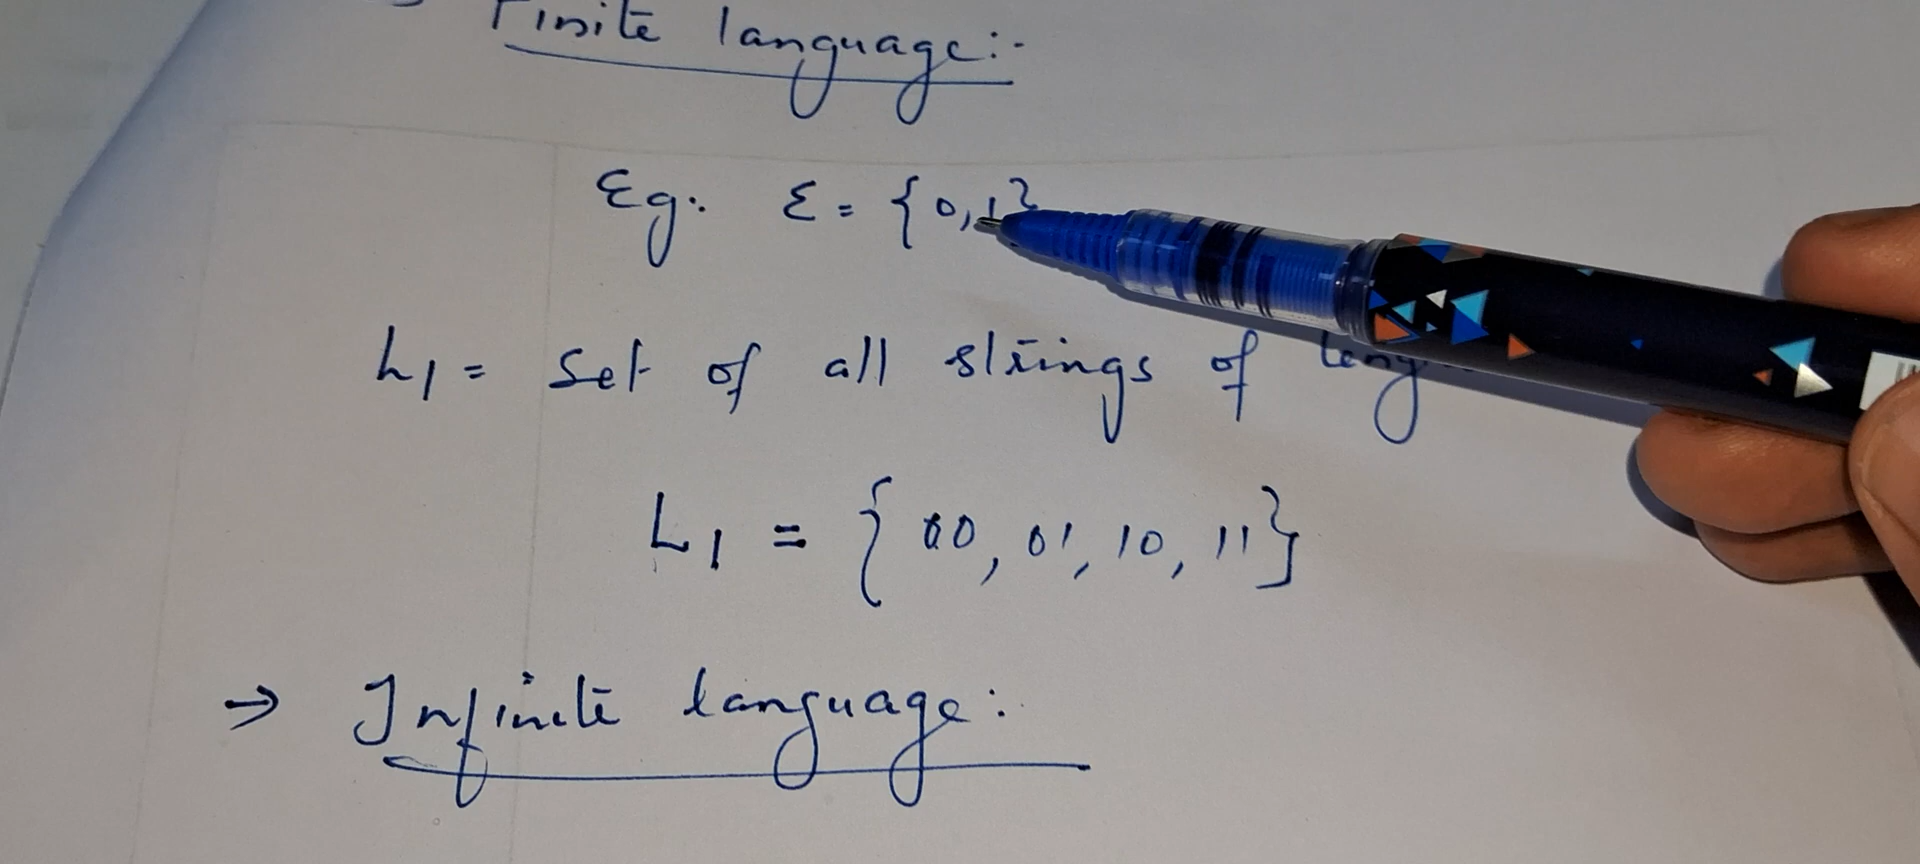 Finite language:-
Eg: Σ = {0,1}
L1 = Set of all strings of
L1 = { 00, 01, 10, 11}
→ Infinite language: